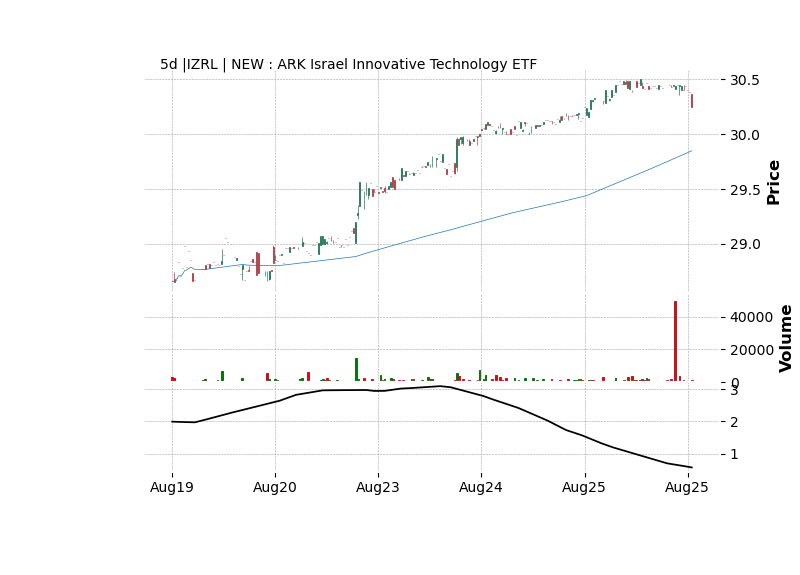 5d |IZRL | NEW : ARK Israel Innovative Technology ETF
30.5
30.0
29.5
29.0
Price
40000
20000
0
Volume
3
2
1
Aug19 Aug20 Aug23 Aug24 Aug25 Aug25